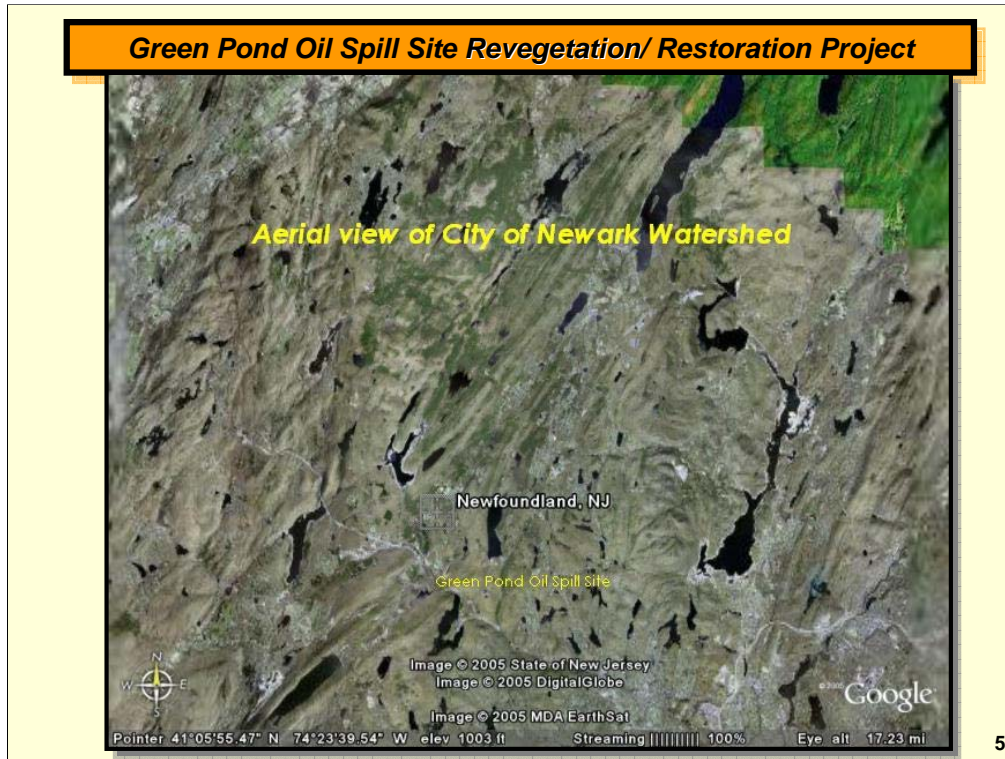 Green Pond Oil Spill Site Revegetation/ Restoration Project
Aerial view of City of Newark Watershed
Newfoundland, NJ
Green Pond Oil Spill Site
N
W E
S
Image © 2005 State of New Jersey
Image © 2005 DigitalGlobe
Image © 2005 MDA EarthSat
© 2005 Google
Pointer 41°05'55.47" N 74°23'39.54" W elev 1003 ft Streaming ||||||||| 100% Eye alt 17.23 mi
5